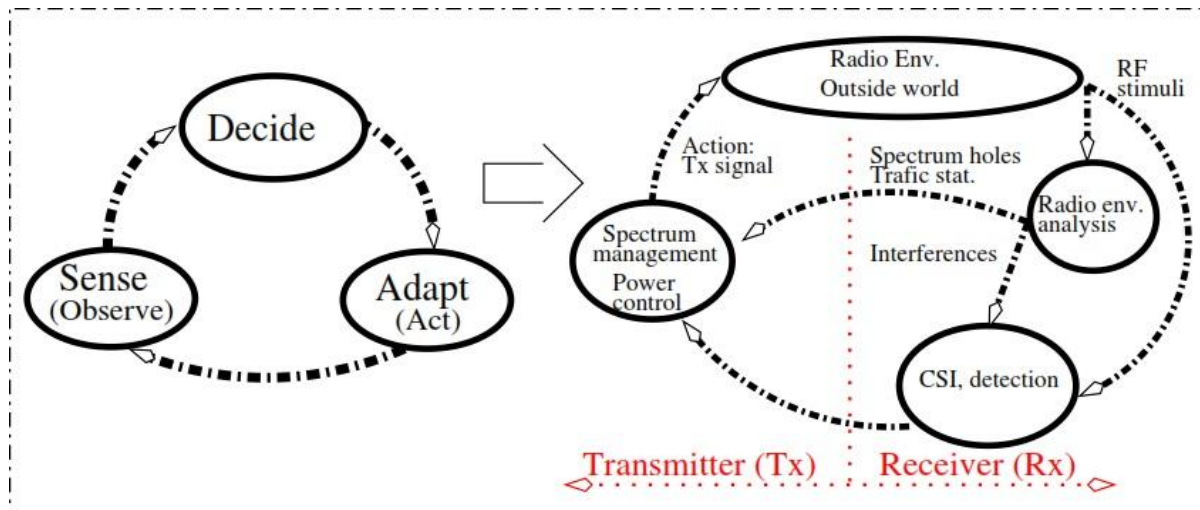 Decide
Sense
(Observe)
Adapt
(Act)
Radio Env.
Outside world
RF
stimuli
Action:
Tx signal
Spectrum holes
Trafic stat.
Radio env.
analysis
Spectrum
management
Power
control
Interferences
CSI, detection
Transmitter (Tx)
Receiver (Rx)